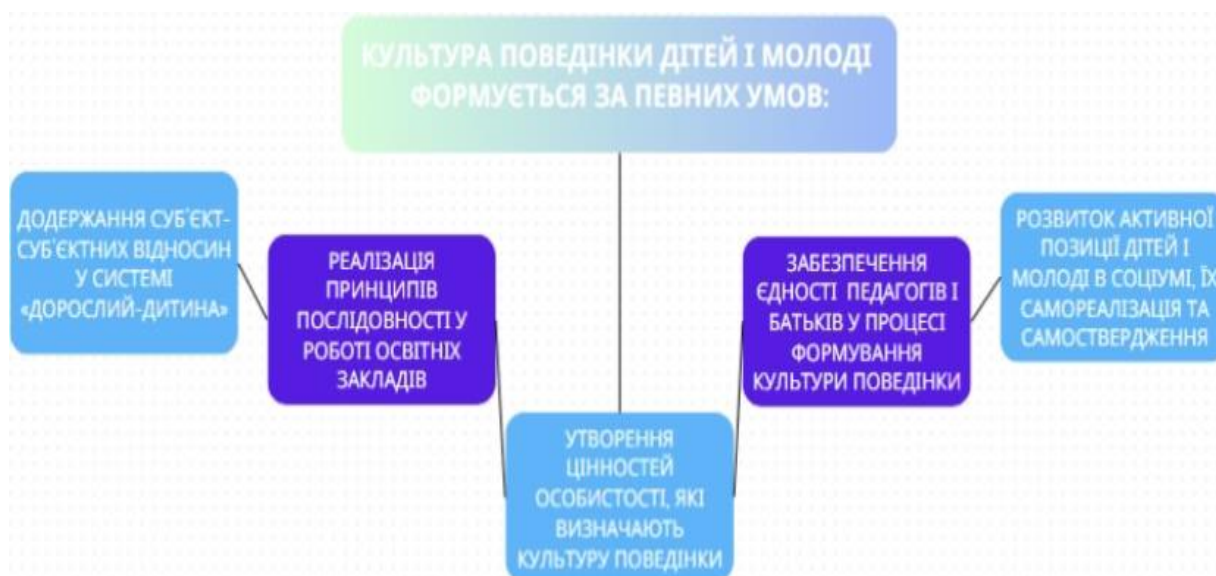 КУЛЬТУРА ПОВЕДІНКИ ДІТЕЙ І МОЛОДІ
ФОРМУЄТЬСЯ ЗА ПЕВНИХ УМОВ:
ДОДЕРЖАННЯ СУБ'ЄКТ-
СУБ'ЄКТНИХ ВІДНОСИН
У СИСТЕМІ
«ДОРОСЛИЙ-ДИТИНА»
РЕАЛІЗАЦІЯ
ПРИНЦИПІВ
ПОСЛІДОВНОСТІ У
РОБОТІ ОСВІТНІХ
ЗАКЛАДІВ
УТВОРЕННЯ
ЦІННОСТЕЙ
ОСОБИСТОСТІ, ЯКІ
ВИЗНАЧАЮТЬ
КУЛЬТУРУ ПОВЕДІНКИ
ЗАБЕЗПЕЧЕННЯ
ЄДНОСТІ ПЕДАГОГІВ І
БАТЬКІВ У ПРОЦЕСІ
ФОРМУВАННЯ
КУЛЬТУРИ ПОВЕДІНКИ
РОЗВИТОК АКТИВНОЇ
ПОЗИЦІЇ ДІТЕЙ І
МОЛОДІ В СОЦІУМІ, ЇХ
САМОРЕАЛІЗАЦІЯ ТА
САМОСТВЕРДЖЕННЯ